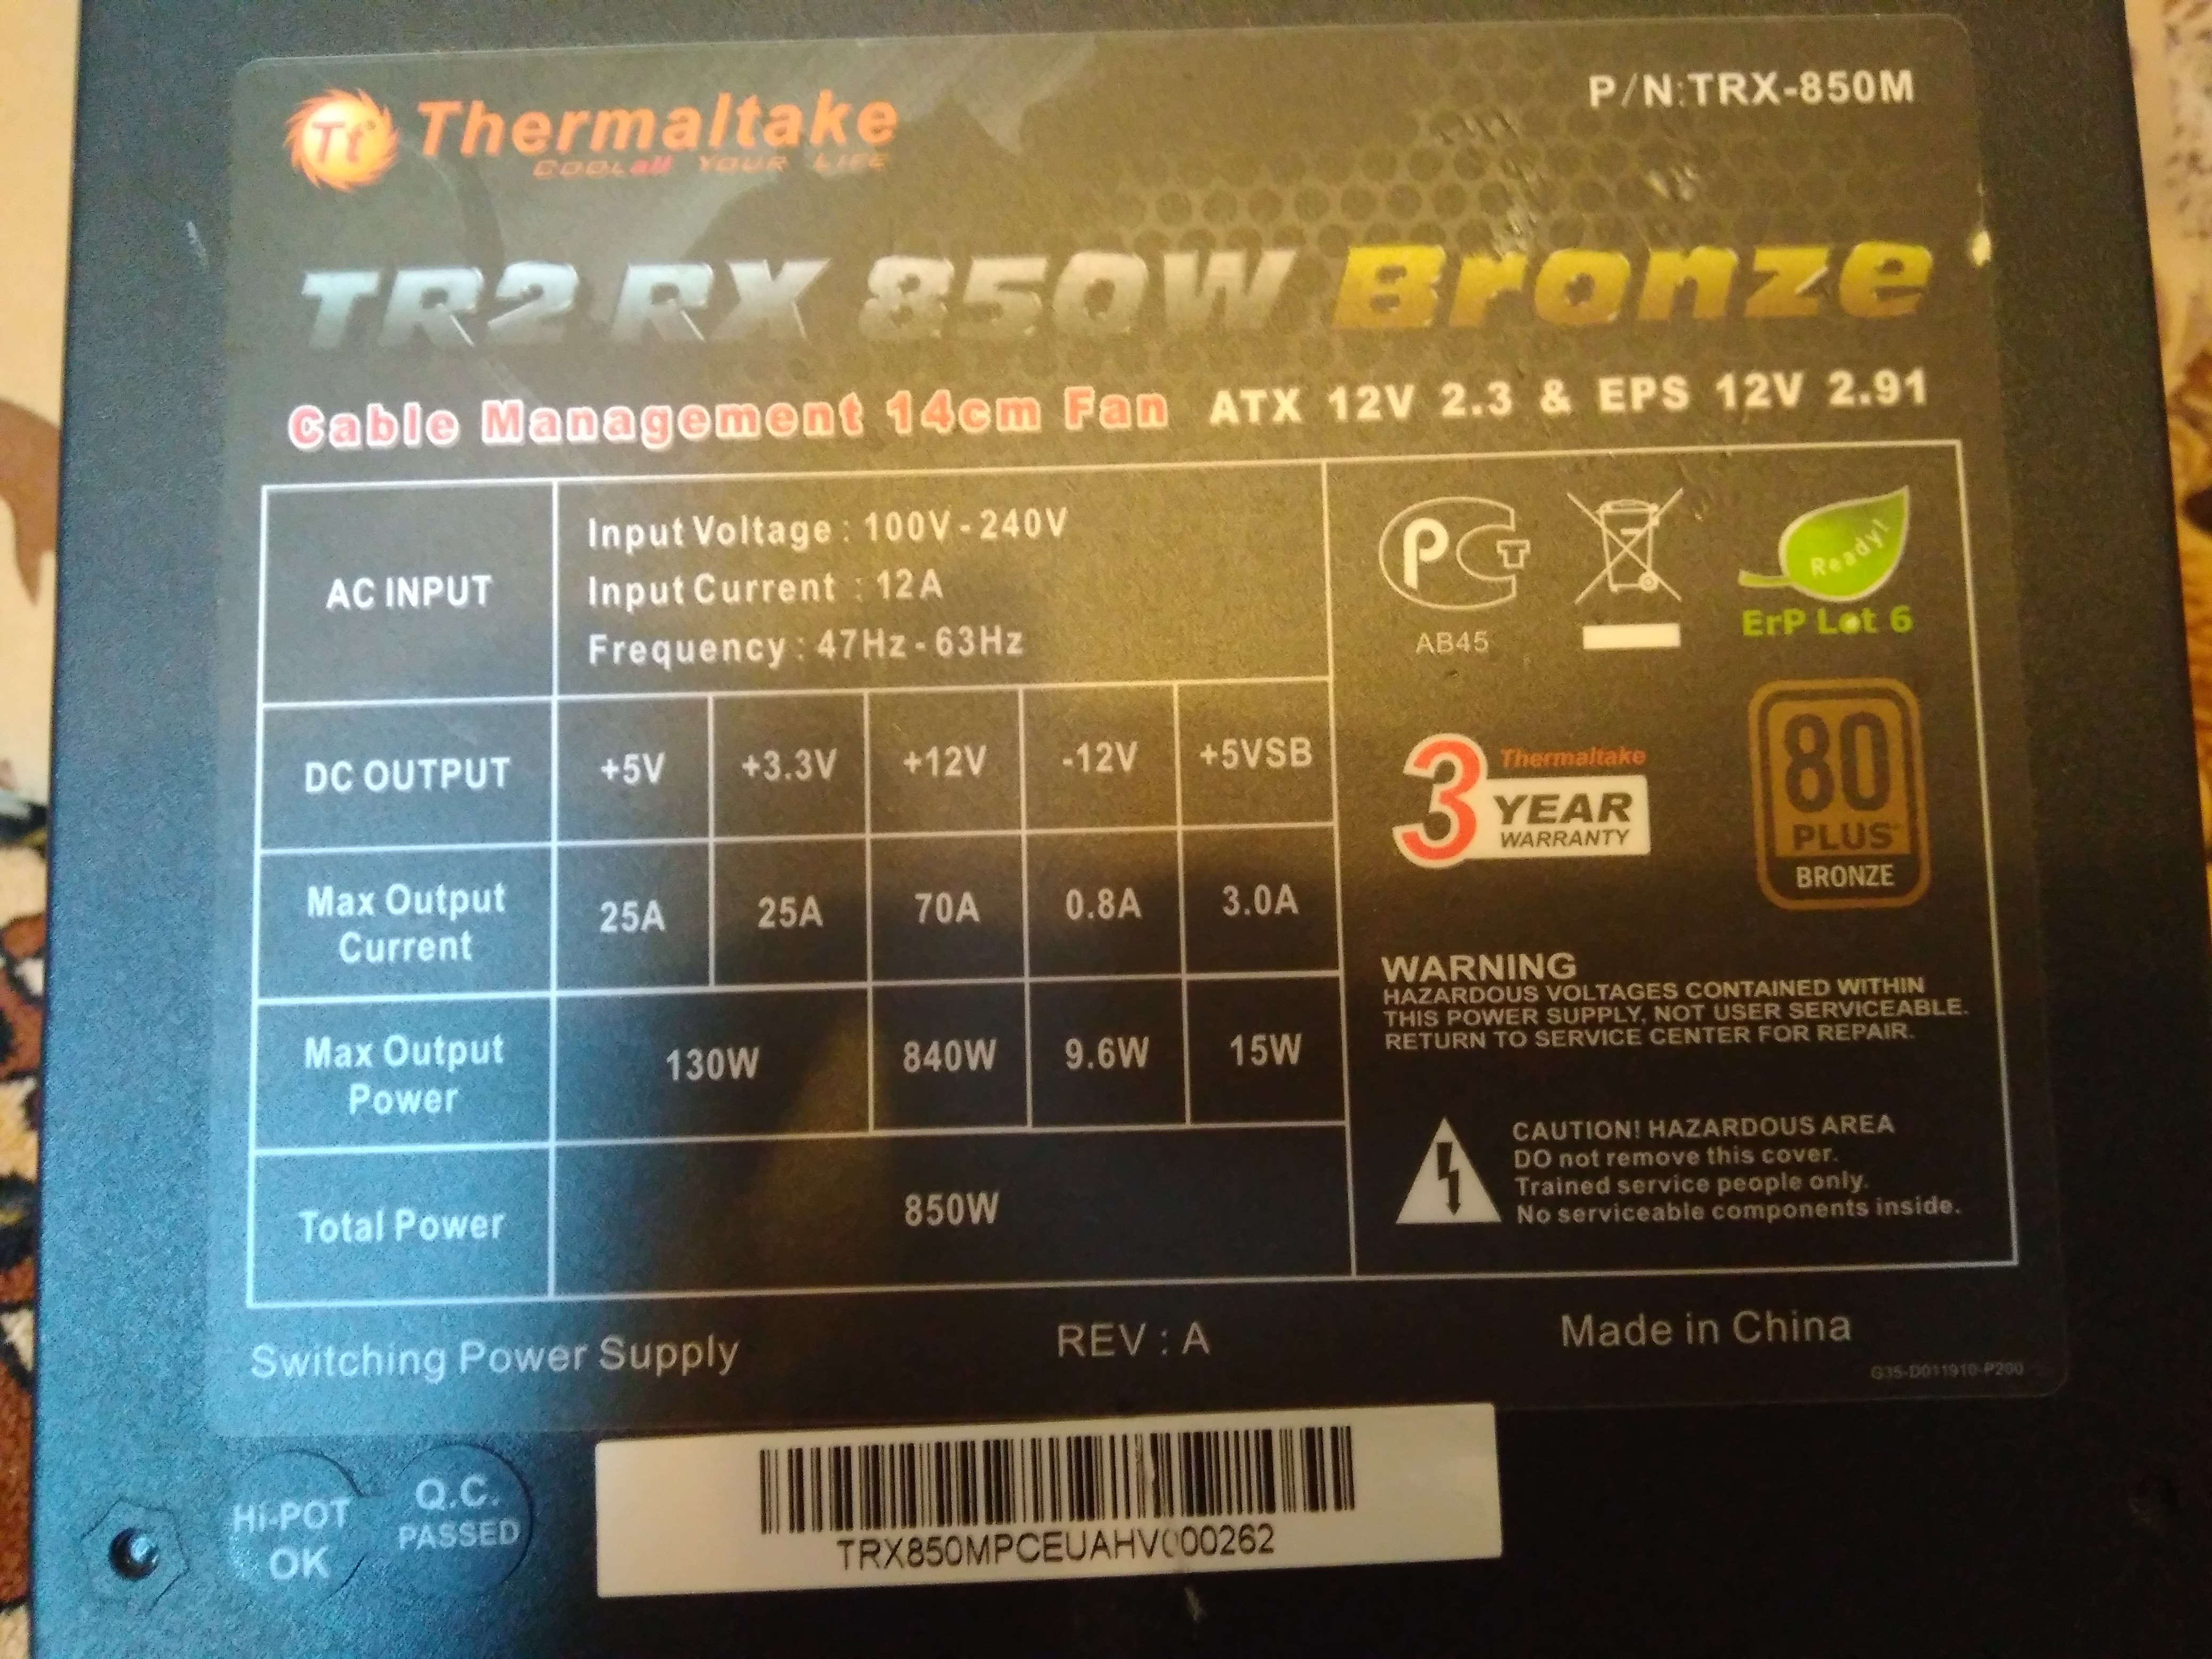 Tt Thermaltake
COOL all YOUR LIFE
P/N:TRX-850M
TR2 RX 850W Bronze
Cable Management 14cm Fan ATX 12V 2.3 & EPS 12V 2.91
AC INPUT
Input Voltage : 100V - 240V
Input Current : 12A
Frequency : 47Hz - 63Hz
DC OUTPUT +5V +3.3V +12V -12V +5VSB
Max Output
Current
25A 25A 70A 0.8A 3.0A
Max Output
Power
130W 840W 9.6W 15W
Total Power 850W
РСТ
AB45
Ready!
ErP Lot 6
3 Thermaltake
YEAR
WARRANTY
80
PLUS
BRONZE
WARNING
HAZARDOUS VOLTAGES CONTAINED WITHIN
THIS POWER SUPPLY, NOT USER SERVICEABLE.
RETURN TO SERVICE CENTER FOR REPAIR.
CAUTION! HAZARDOUS AREA
DO not remove this cover.
Trained service people only.
No serviceable components inside.
Switching Power Supply REV : A Made in China
G35-D011910-P200
Hi-POT
OK
Q.C.
PASSED
TRX850MPCEUAHV000262